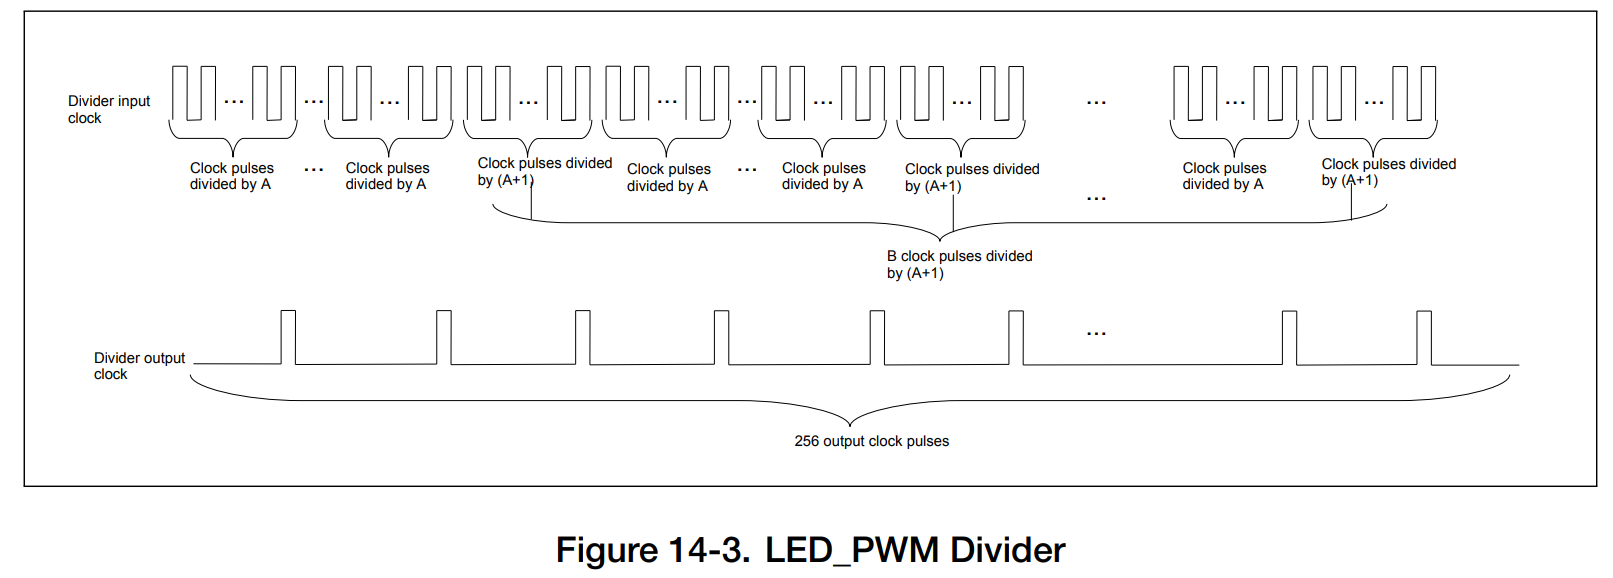 Divider input
clock
...
...
...
...
...
...
...
...
...
...
...
Clock pulses
divided by A
...
Clock pulses
divided by A
Clock pulses divided
by (A+1)
Clock pulses
divided by A
...
Clock pulses
divided by A
Clock pulses divided
by (A+1)
...
Clock pulses
divided by A
Clock pulses divided
by (A+1)
B clock pulses divided
by (A+1)
Divider output
clock
...
256 output clock pulses
Figure 14-3. LED_PWM Divider